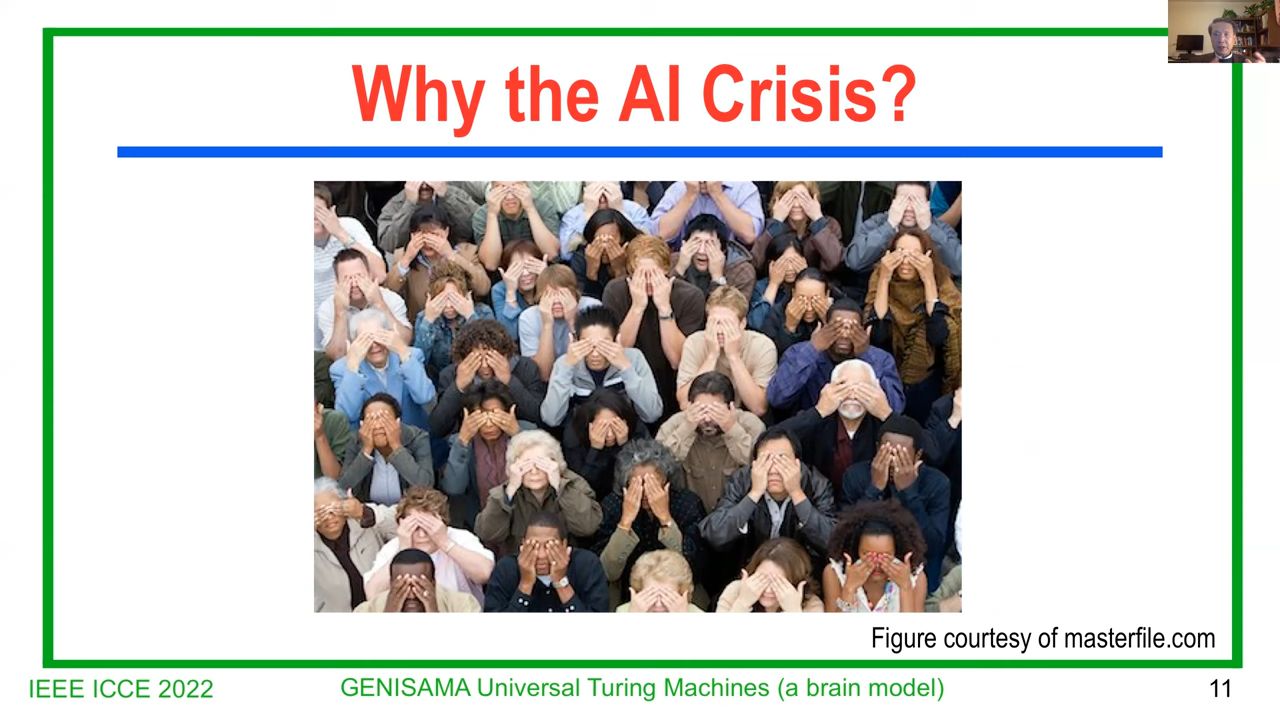 Why the AI Crisis?
Figure courtesy of masterfile.com
IEEE ICCE 2022
GENISAMA Universal Turing Machines (a brain model)
11